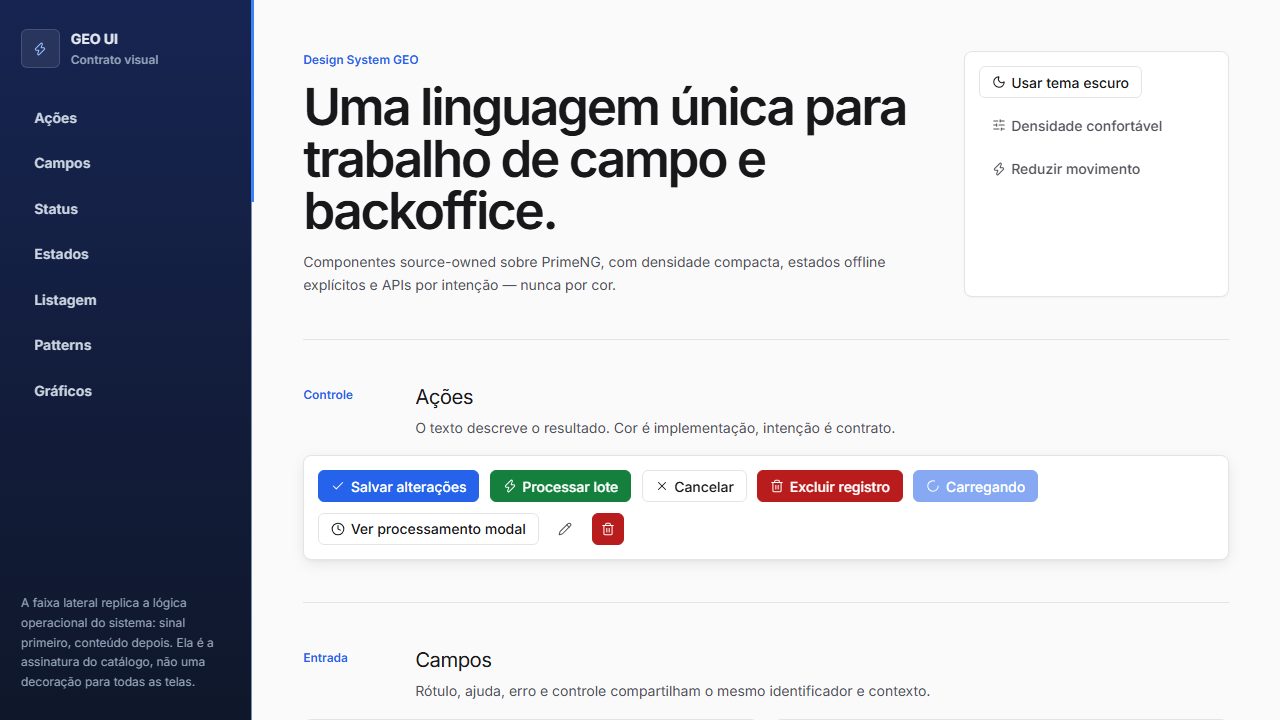 GEO UI
Contrato visual
Ações
Campos
Status
Estados
Listagem
Patterns
Gráficos
A faixa lateral replica a lógica
operacional do sistema: sinal
primeiro, conteúdo depois. Ela é a
assinatura do catálogo, não uma
decoração para todas as telas.
Design System GEO
Uma linguagem única para
trabalho de campo e
backoffice.
Componentes source-owned sobre PrimeNG, com densidade compacta, estados offline
explícitos e APIs por intenção — nunca por cor.
Usar tema escuro
Densidade confortável
Reduzir movimento
Controle
Ações
O texto descreve o resultado. Cor é implementação, intenção é contrato.
Salvar alterações
Processar lote
Cancelar
Excluir registro
Carregando
Ver processamento modal
Entrada
Campos
Rótulo, ajuda, erro e controle compartilham o mesmo identificador e contexto.